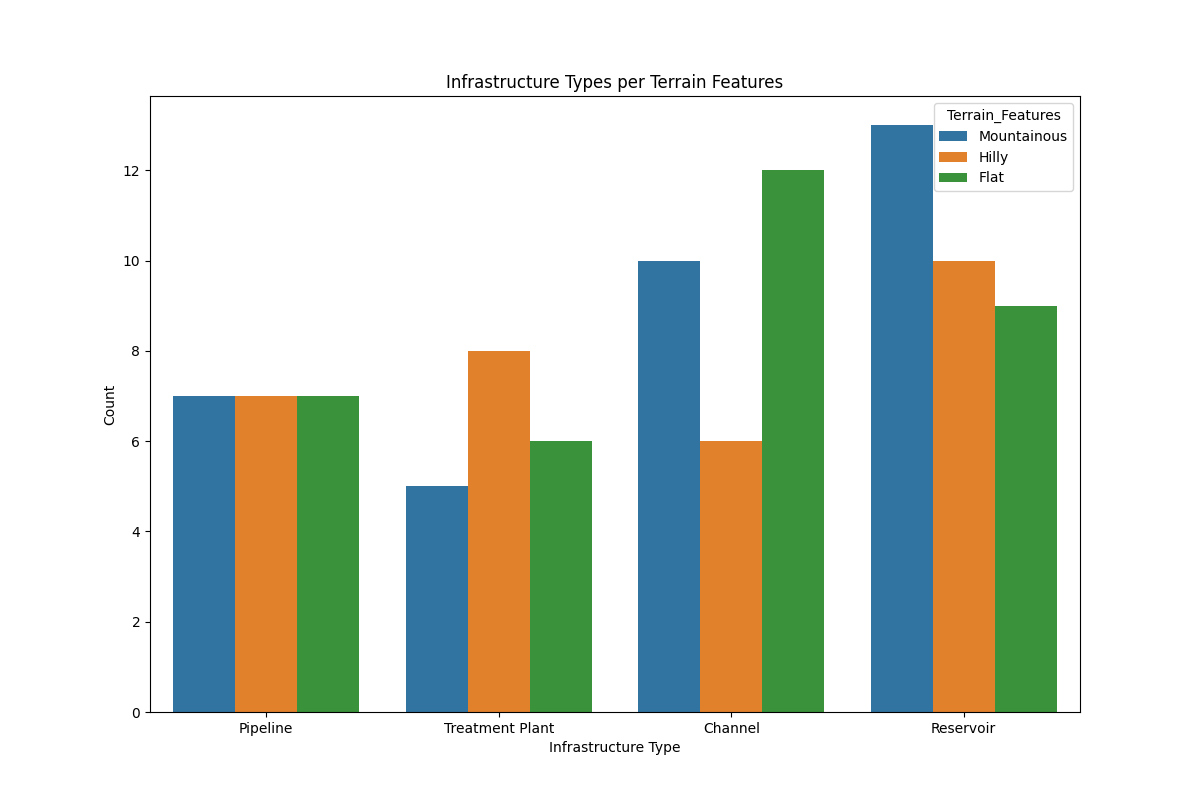 Infrastructure Types per Terrain Features
Terrain_Features
Mountainous
Hilly
Flat
Count
12
10
8
6
4
2
0
Pipeline Treatment Plant Channel Reservoir
Infrastructure Type